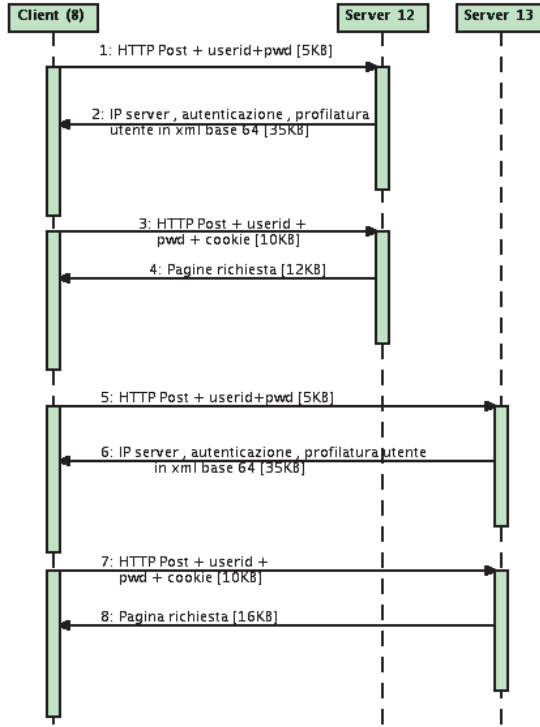 Client (8)
Server 12
Server 13
1: HTTP Post + userid+pwd [5KB]
2: IP server , autenticazione , profilatura
utente in xml base 64 [35KB]
3: HTTP Post + userid +
pwd + cookie [10KB]
4: Pagine richiesta [12KB]
5: HTTP Post + userid+pwd [5KB]
6: IP server , autenticazione , profilatura utente
in xml base 64 [35KB]
7: HTTP Post + userid +
pwd + cookie [10KB]
8: Pagina richiesta [16KB]